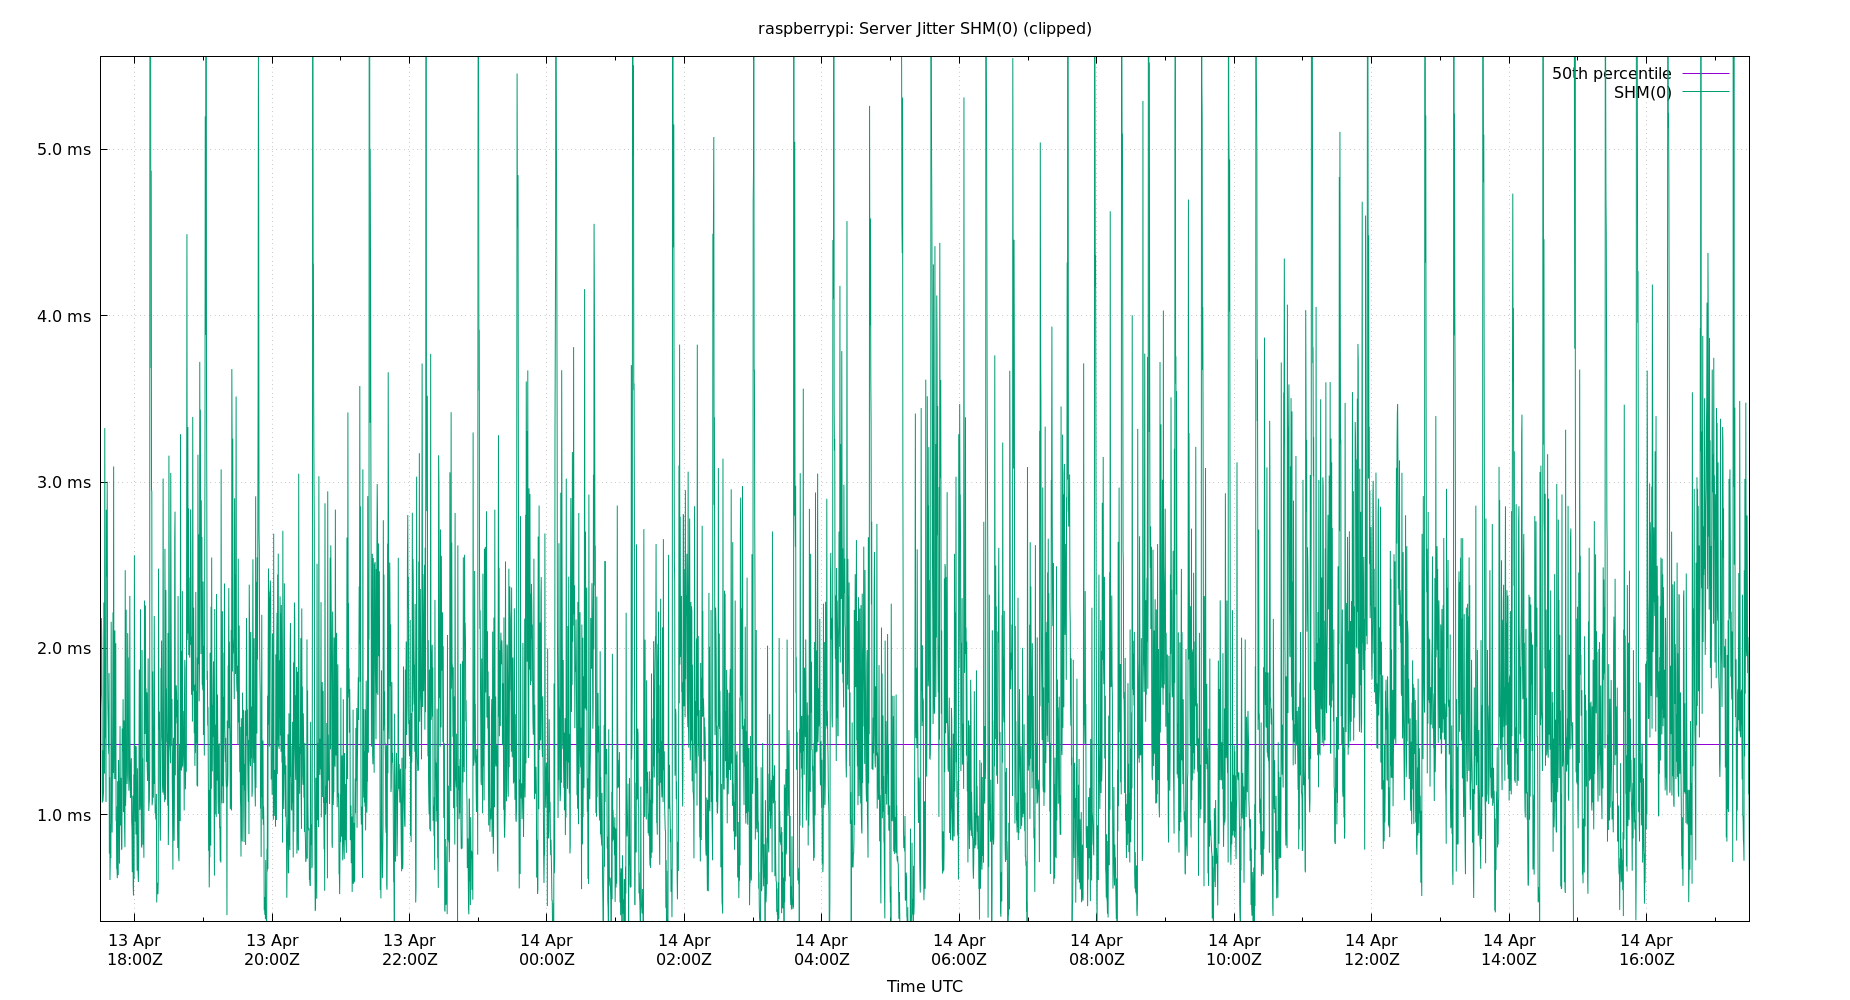 raspberrypi: Server Jitter SHM(0) (clipped)
50th percentile
SHM(0)
5.0 ms
4.0 ms
3.0 ms
2.0 ms
1.0 ms
13 Apr 13 Apr 13 Apr 14 Apr 14 Apr 14 Apr 14 Apr 14 Apr 14 Apr 14 Apr 14 Apr 14 Apr
18:00Z 20:00Z 22:00Z 00:00Z 02:00Z 04:00Z 06:00Z 08:00Z 10:00Z 12:00Z 14:00Z 16:00Z
Time UTC